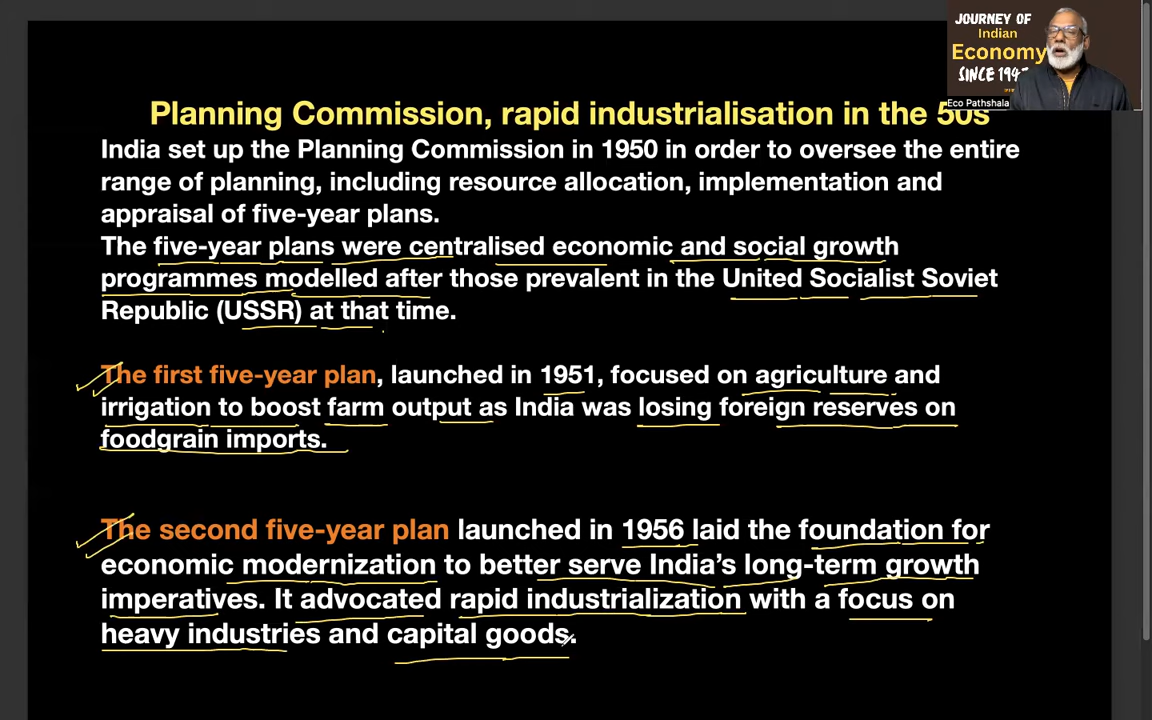 JOURNEY OF
Indian
Economy
SINCE 1947
Eco Pathshala
Planning Commission, rapid industrialisation in the 50s
India set up the Planning Commission in 1950 in order to oversee the entire
range of planning, including resource allocation, implementation and
appraisal of five-year plans.
The five-year plans were centralised economic and social growth
programmes modelled after those prevalent in the United Socialist Soviet
Republic (USSR) at that time.
The first five-year plan, launched in 1951, focused on agriculture and
irrigation to boost farm output as India was losing foreign reserves on
foodgrain imports.
The second five-year plan launched in 1956 laid the foundation for
economic modernization to better serve India’s long-term growth
imperatives. It advocated rapid industrialization with a focus on
heavy industries and capital goods.